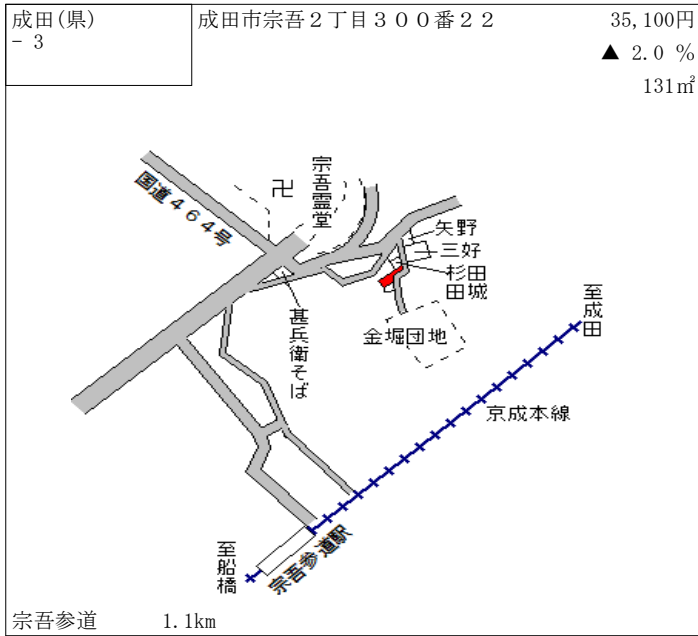 成田(県)
- 3
成田市宗吾２丁目３００番２２
35,100円
▲ 2.0 %
131㎡
国道４６４号
卍
宗吾霊堂
矢野
三好
杉田
田城
甚兵衛そば
金堀団地
至成田
京成本線
至船橋
宗吾参道駅
宗吾参道 1.1km